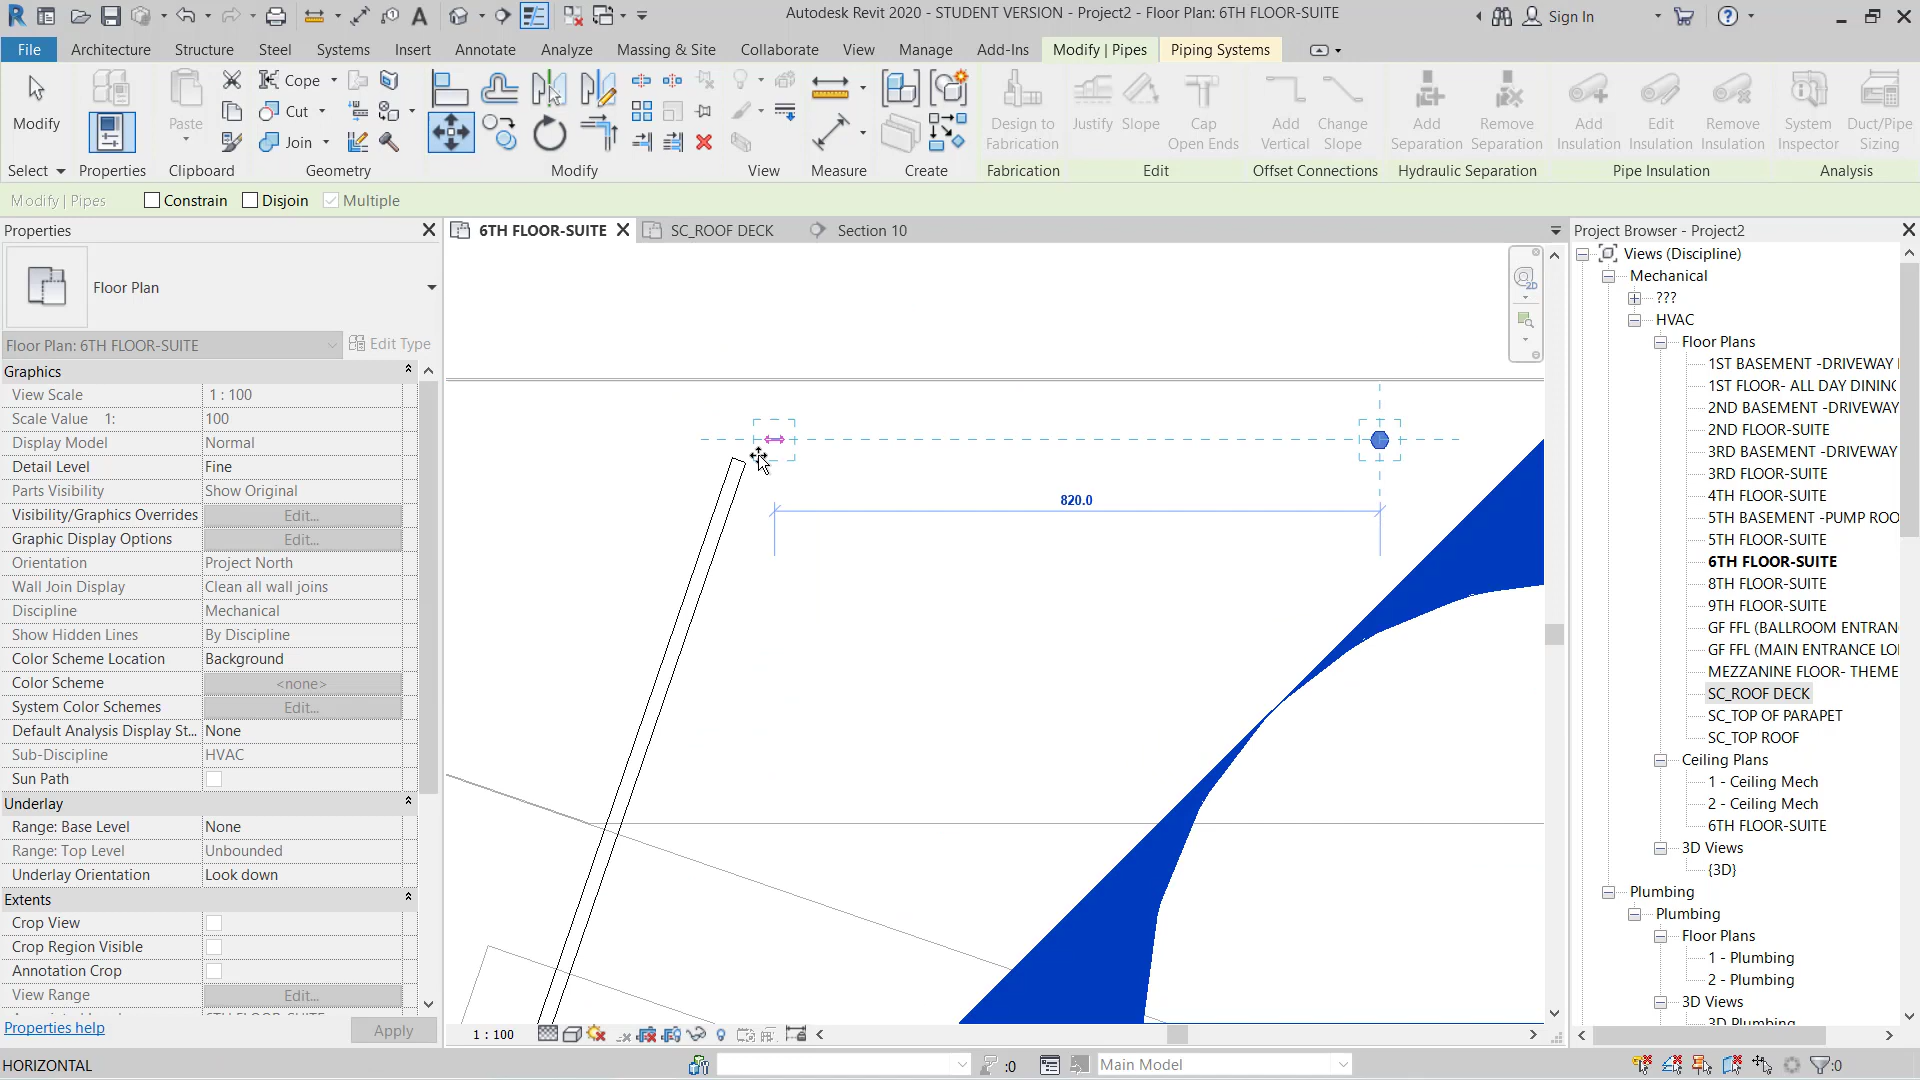 Autodesk Revit 2020 - STUDENT VERSION - Project2 - Floor Plan: 6TH FLOOR-SUITE
Sign In
File Architecture Structure Steel Systems Insert Annotate Analyze Massing & Site Collaborate View Manage Add-Ins Modify | Pipes Piping Systems
Modify
Paste
Cope
Cut
Join
Design to Fabrication
Justify
Slope
Cap Open Ends
Add Vertical
Change Slope
Add Separation
Remove Separation
Add Insulation
Edit Insulation
Remove Insulation
System Inspector
Duct/Pipe Sizing
Select Properties Clipboard Geometry Modify View Measure Create Fabrication Edit Offset Connections Hydraulic Separation Pipe Insulation Analysis
Modify | Pipes Constrain Disjoin Multiple
Properties
Floor Plan
Floor Plan: 6TH FLOOR-SUITE Edit Type
Graphics
View Scale 1 : 100
Scale Value 1: 100
Display Model Normal
Detail Level Fine
Parts Visibility Show Original
Visibility/Graphics Overrides Edit...
Graphic Display Options Edit...
Orientation Project North
Wall Join Display Clean all wall joins
Discipline Mechanical
Show Hidden Lines By Discipline
Color Scheme Location Background
Color Scheme <none>
System Color Schemes Edit...
Default Analysis Display St... None
Sub-Discipline HVAC
Sun Path
Underlay
Range: Base Level None
Range: Top Level Unbounded
Underlay Orientation Look down
Extents
Crop View
Crop Region Visible
Annotation Crop
View Range Edit...
Properties help Apply
6TH FLOOR-SUITE SC_ROOF DECK Section 10
2D
820.0
1 : 100
Project Browser - Project2
Views (Discipline)
Mechanical
???
HVAC
Floor Plans
1ST BASEMENT -DRIVEWAY
1ST FLOOR- ALL DAY DINING
2ND BASEMENT -DRIVEWAY
2ND FLOOR-SUITE
3RD BASEMENT -DRIVEWAY
3RD FLOOR-SUITE
4TH FLOOR-SUITE
5TH BASEMENT -PUMP ROO
5TH FLOOR-SUITE
6TH FLOOR-SUITE
8TH FLOOR-SUITE
9TH FLOOR-SUITE
GF FFL (BALLROOM ENTRAN
GF FFL (MAIN ENTRANCE LO
MEZZANINE FLOOR- THEME
SC_ROOF DECK
SC_TOP OF PARAPET
SC_TOP ROOF
Ceiling Plans
1 - Ceiling Mech
2 - Ceiling Mech
6TH FLOOR-SUITE
3D Views
{3D}
Plumbing
Plumbing
Floor Plans
1 - Plumbing
2 - Plumbing
3D Views
3D Plumbing
HORIZONTAL
:0
Main Model
:0